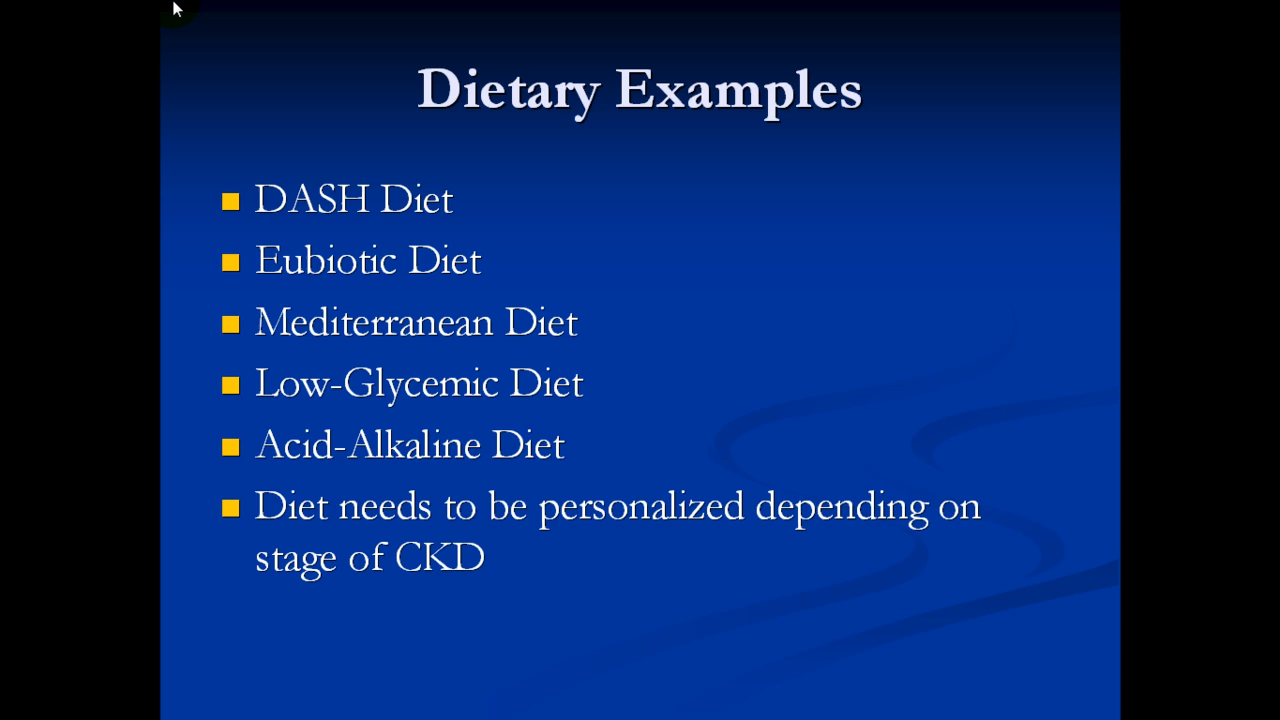 Dietary Examples
DASH Diet
Eubiotic Diet
Mediterranean Diet
Low-Glycemic Diet
Acid-Alkaline Diet
Diet needs to be personalized depending on
stage of CKD